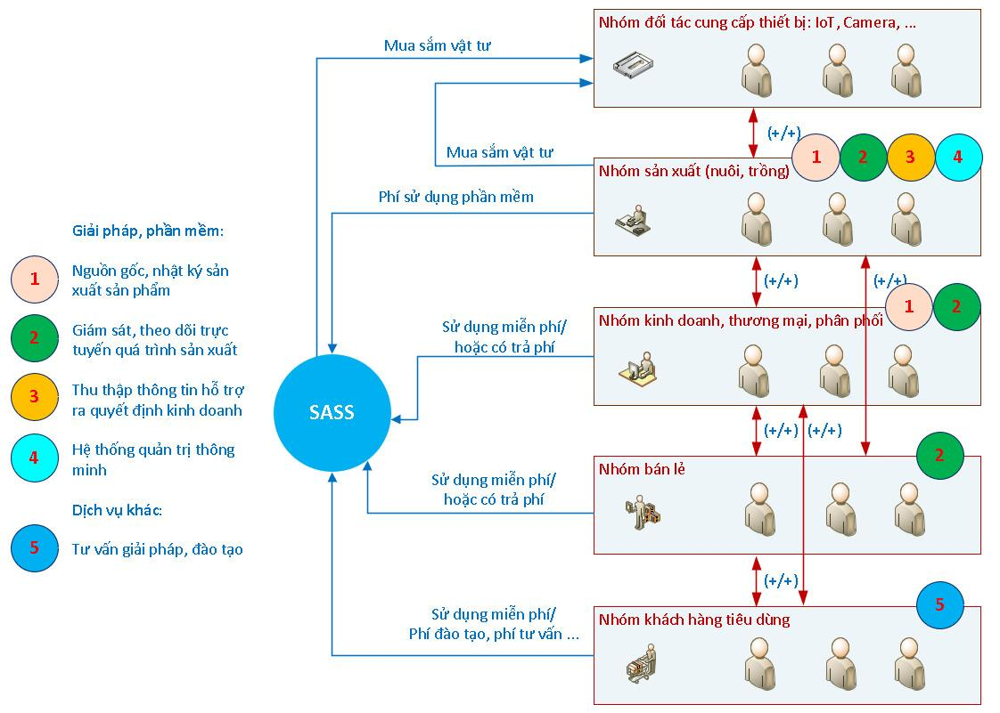 Nhóm đối tác cung cấp thiết bị: IoT, Camera, ...
Mua sắm vật tư
(+/+)
1
2
3
4
Mua sắm vật tư
Nhóm sản xuất (nuôi, trồng)
Phí sử dụng phần mềm
Giải pháp, phần mềm:
1
Nguồn gốc, nhật ký sản
xuất sản phẩm
2
Giám sát, theo dõi trực
tuyến quá trình sản xuất
3
Thu thập thông tin hỗ trợ
ra quyết định kinh doanh
4
Hệ thống quản trị thông
minh
Dịch vụ khác:
5
Tư vấn giải pháp, đào tạo
(+/+)
(+/+)
1
2
Nhóm kinh doanh, thương mại, phân phối
Sử dụng miễn phí/
hoặc có trả phí
SASS
(+/+)
(+/+)
2
Nhóm bán lẻ
Sử dụng miễn phí/
hoặc có trả phí
(+/+)
5
Nhóm khách hàng tiêu dùng
Sử dụng miễn phí/
Phí đào tạo, phí tư vấn ...